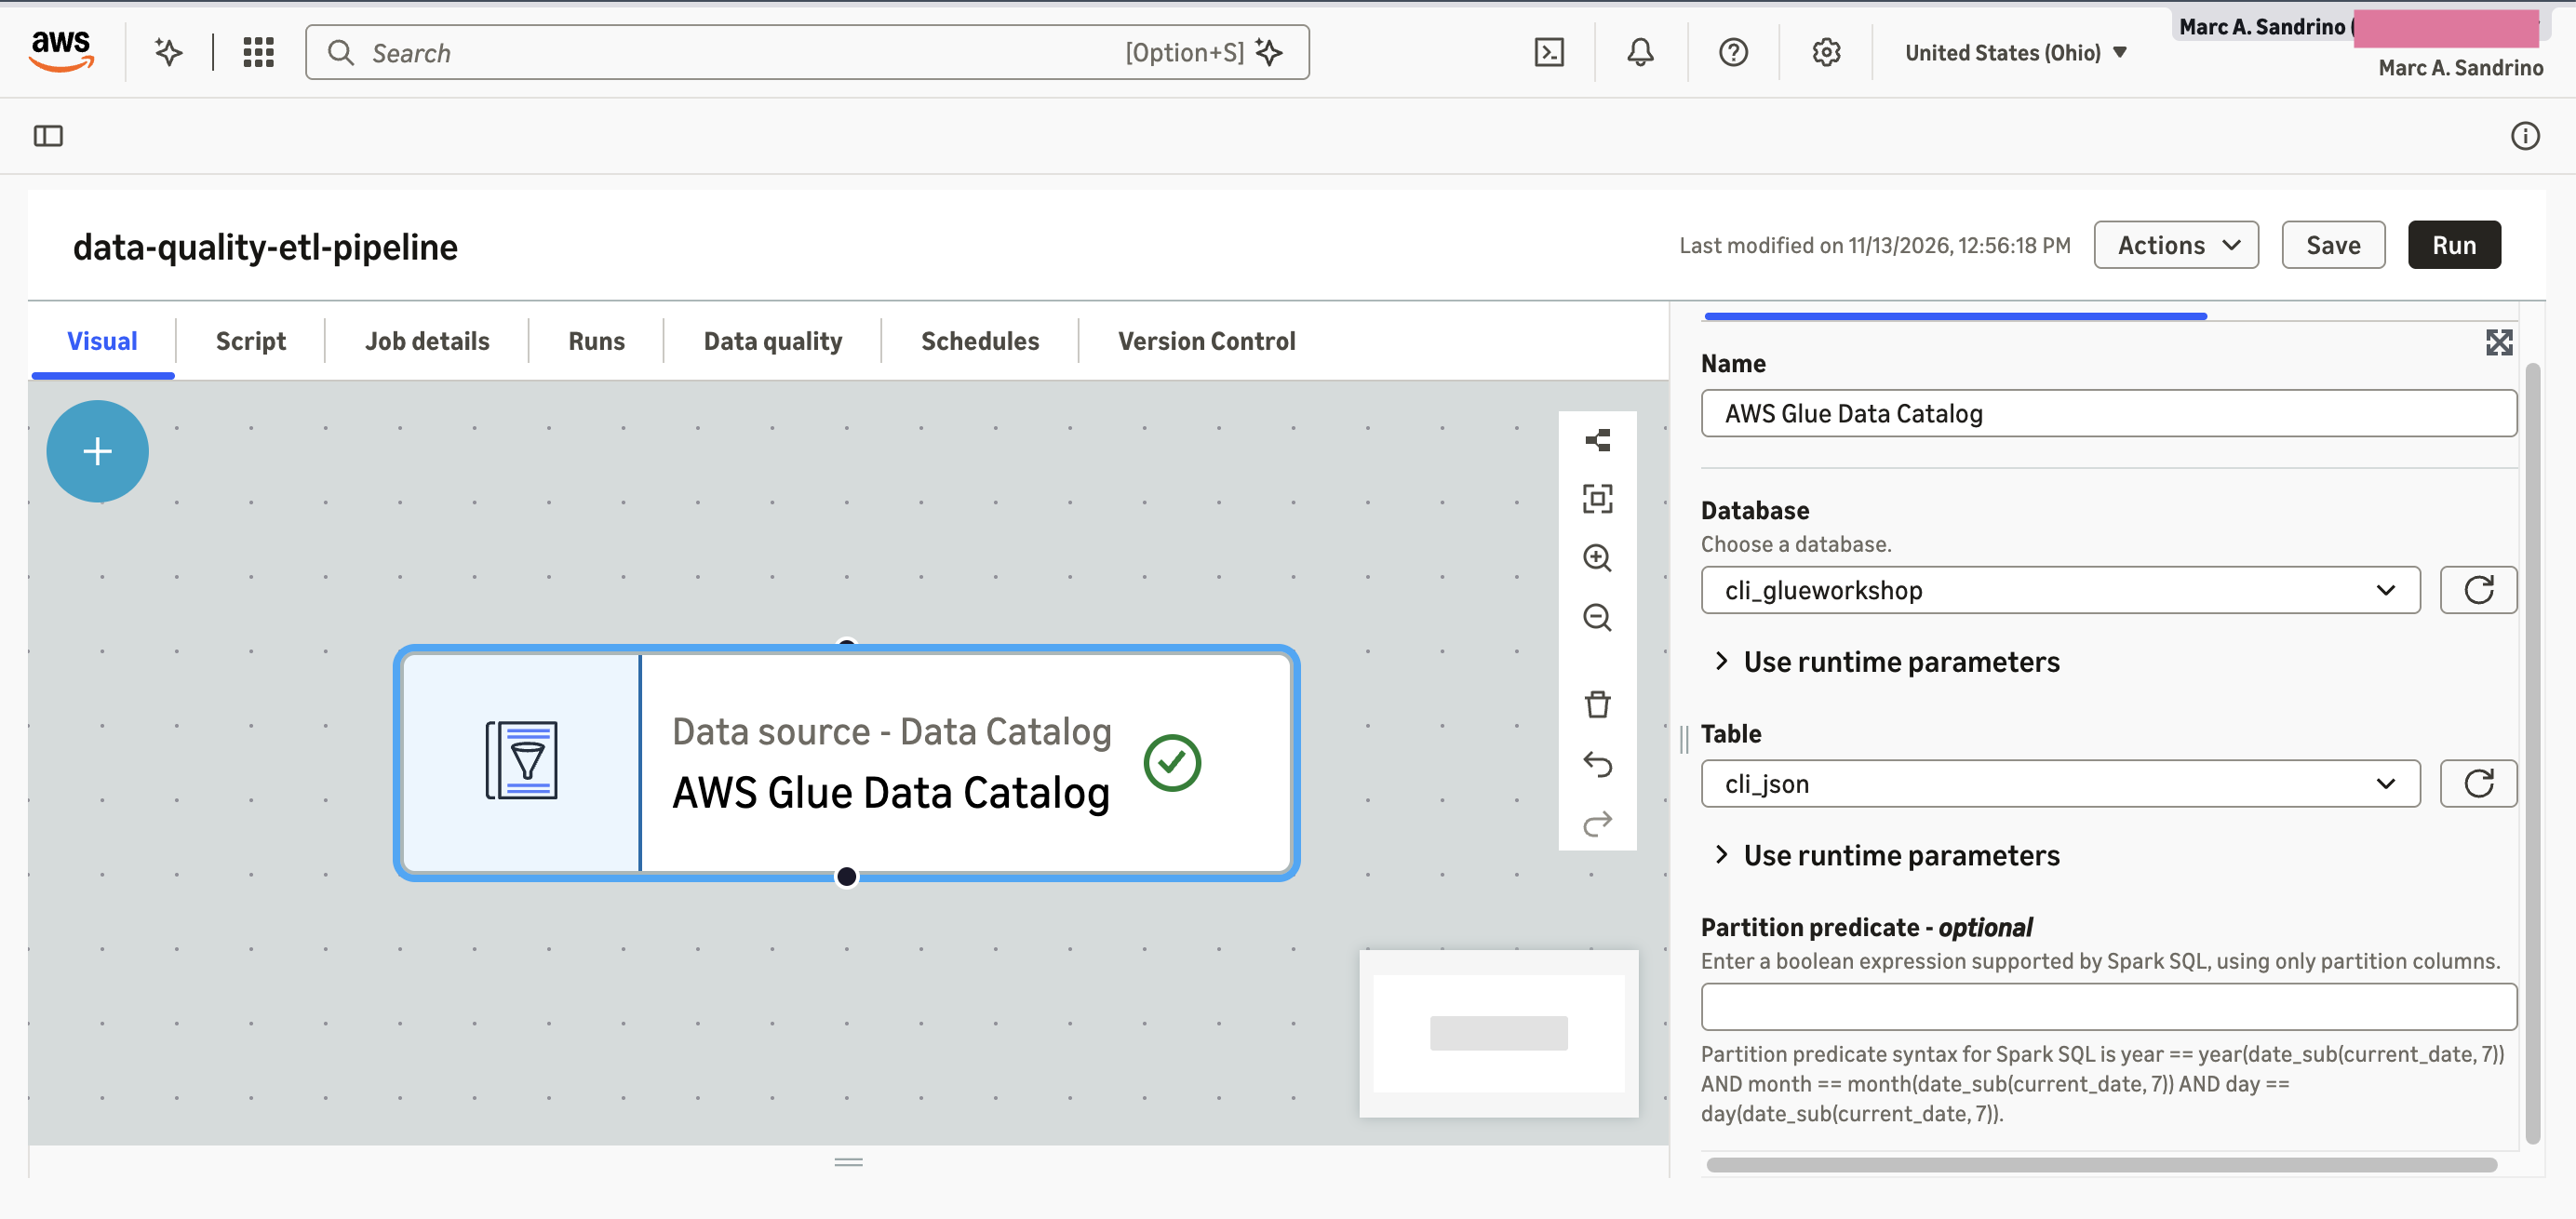 aws
Search
[Option+S]
United States (Ohio)
Marc A. Sandrino (
Marc A. Sandrino
data-quality-etl-pipeline
Last modified on 11/13/2026, 12:56:18 PM
Actions
Save
Run
Visual
Script
Job details
Runs
Data quality
Schedules
Version Control
Data source - Data Catalog
AWS Glue Data Catalog
Name
AWS Glue Data Catalog
Database
Choose a database.
cli_glueworkshop
Use runtime parameters
Table
cli_json
Use runtime parameters
Partition predicate - optional
Enter a boolean expression supported by Spark SQL, using only partition columns.
Partition predicate syntax for Spark SQL is year == year(date_sub(current_date, 7))
AND month == month(date_sub(current_date, 7)) AND day ==
day(date_sub(current_date, 7)).